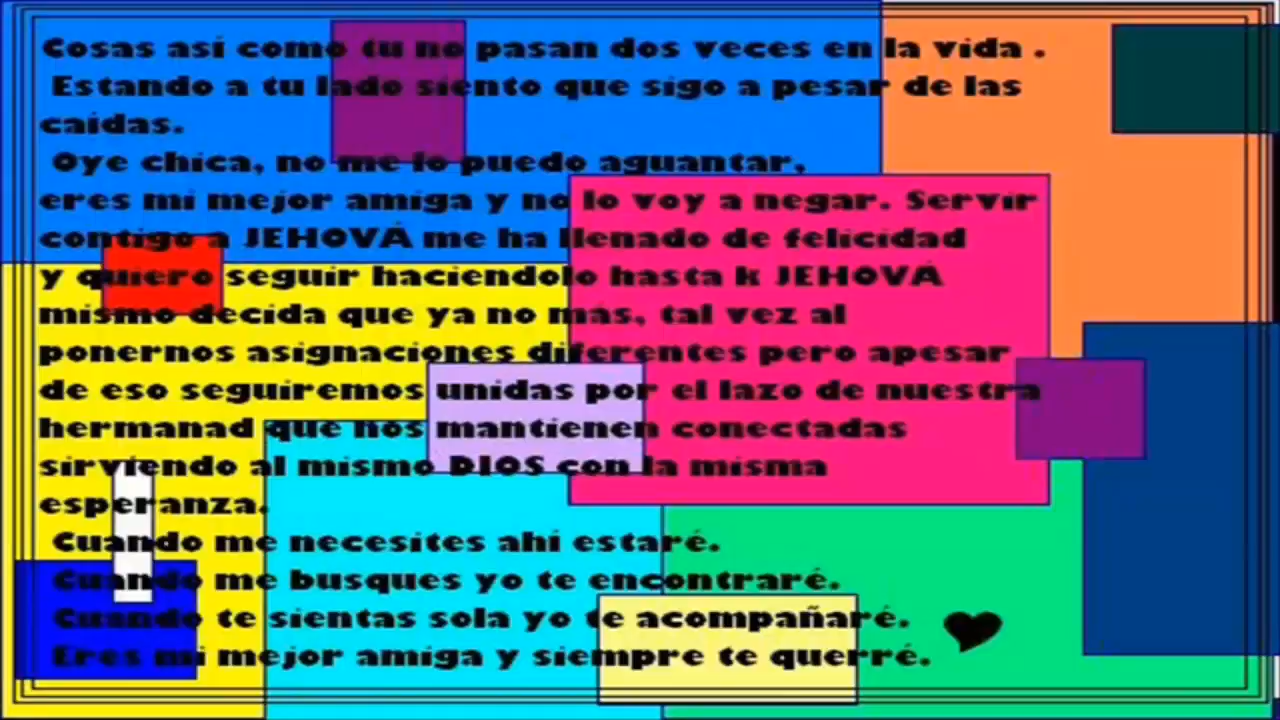 Cosas así como tu no pasan dos veces en la vida .
Estando a tu lado siento que sigo a pesar de las
caídas.
Oye chica, no me lo puedo aguantar,
eres mi mejor amiga y no lo voy a negar. Servir
contigo a JEHOVÁ me ha llenado de felicidad
y quiero seguir haciendolo hasta k JEHOVÁ
mismo decida que ya no más, tal vez al
ponernos asignaciones diferentes pero apesar
de eso seguiremos unidas por el lazo de nuestra
hermanad que nos mantienen conectadas
sirviendo al mismo DIOS con la misma
esperanza.
Cuando me necesites ahí estaré.
Cuando me busques yo te encontraré.
Cuando te sientas sola yo te acompañaré.
Eres mi mejor amiga y siempre te querré.